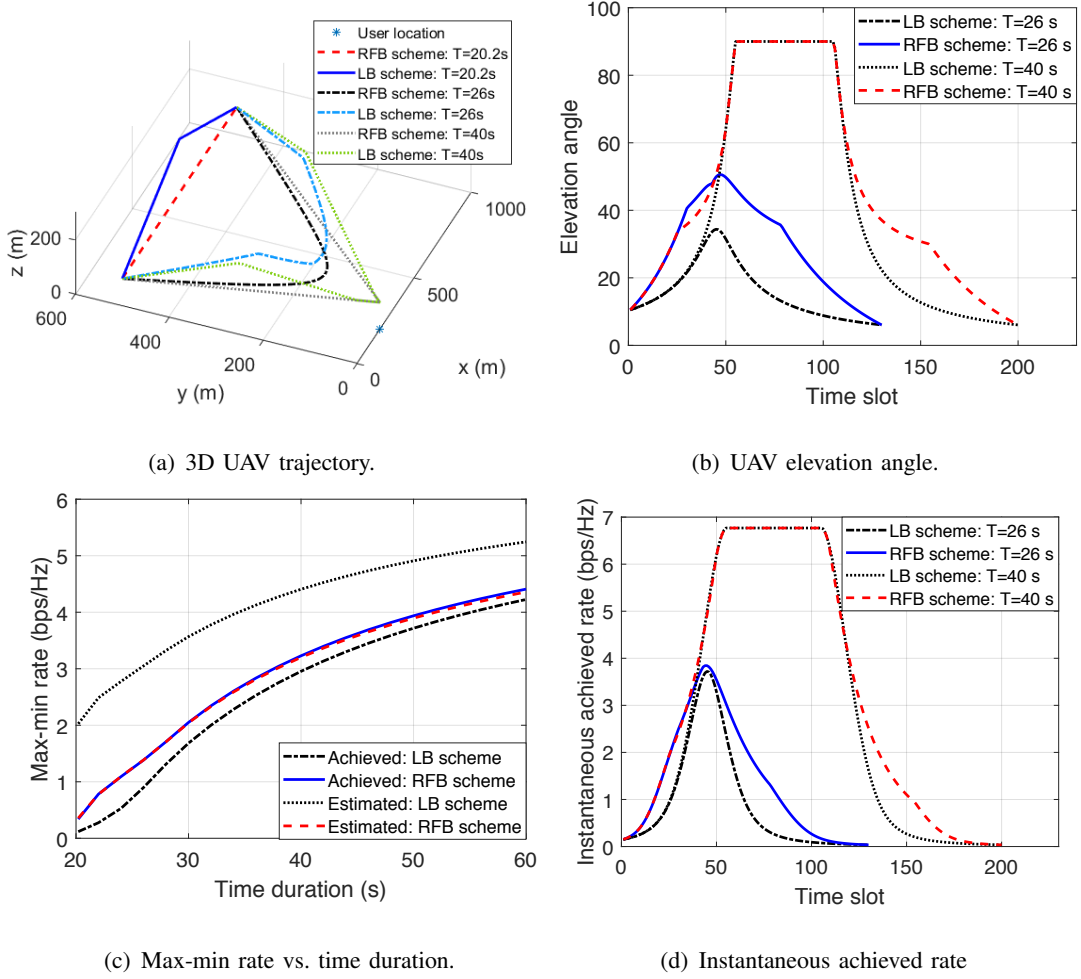 User location
RFB scheme: T=20.2s
LB scheme: T=20.2s
RFB scheme: T=26s
LB scheme: T=26s
RFB scheme: T=40s
LB scheme: T=40s
z (m)
200
0
600
400
200
0
y (m)
0
500
1000
x (m)
(a) 3D UAV trajectory.
100
80
60
40
20
0
Elevation angle
LB scheme: T=26 s
RFB scheme: T=26 s
LB scheme: T=40 s
RFB scheme: T=40 s
0 50 100 150 200
Time slot
(b) UAV elevation angle.
6
5
4
3
2
1
0
Max-min rate (bps/Hz)
Achieved: LB scheme
Achieved: RFB scheme
Estimated: LB scheme
Estimated: RFB scheme
20 30 40 50 60
Time duration (s)
(c) Max-min rate vs. time duration.
7
6
5
4
3
2
1
0
Instantaneous achieved rate (bps/Hz)
LB scheme: T=26 s
RFB scheme: T=26 s
LB scheme: T=40 s
RFB scheme: T=40 s
0 50 100 150 200
Time slot
(d) Instantaneous achieved rate